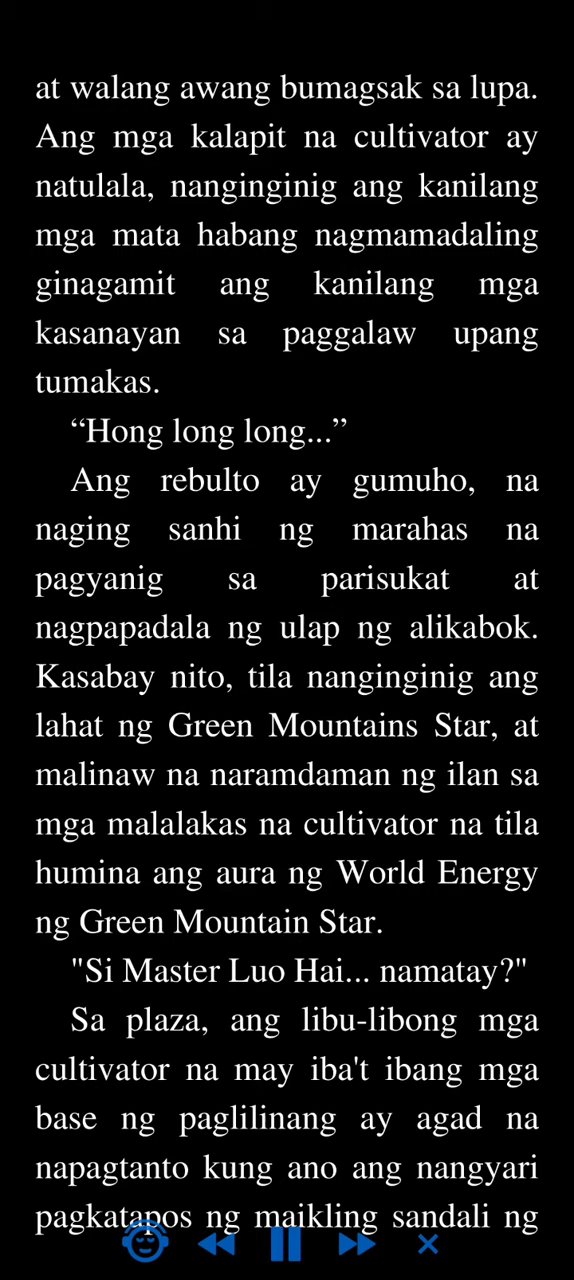 at walang awang bumagsak sa lupa.
Ang mga kalapit na cultivator ay
natulala, nanginginig ang kanilang
mga mata habang nagmamadaling
ginagamit ang kanilang mga
kasanayan sa paggalaw upang
tumakas.
“Hong long long...”
Ang rebulto ay gumuho, na
naging sanhi ng marahas na
pagyanig sa parisukat at
nagpapadala ng ulap ng alikabok.
Kasabay nito, tila nanginginig ang
lahat ng Green Mountains Star, at
malinaw na naramdaman ng ilan sa
mga malalakas na cultivator na tila
humina ang aura ng World Energy
ng Green Mountain Star.
"Si Master Luo Hai... namatay?"
Sa plaza, ang libu-libong mga
cultivator na may iba't ibang mga
base ng paglilinang ay agad na
napagtanto kung ano ang nangyari
pagkatapos ng maikling sandali ng